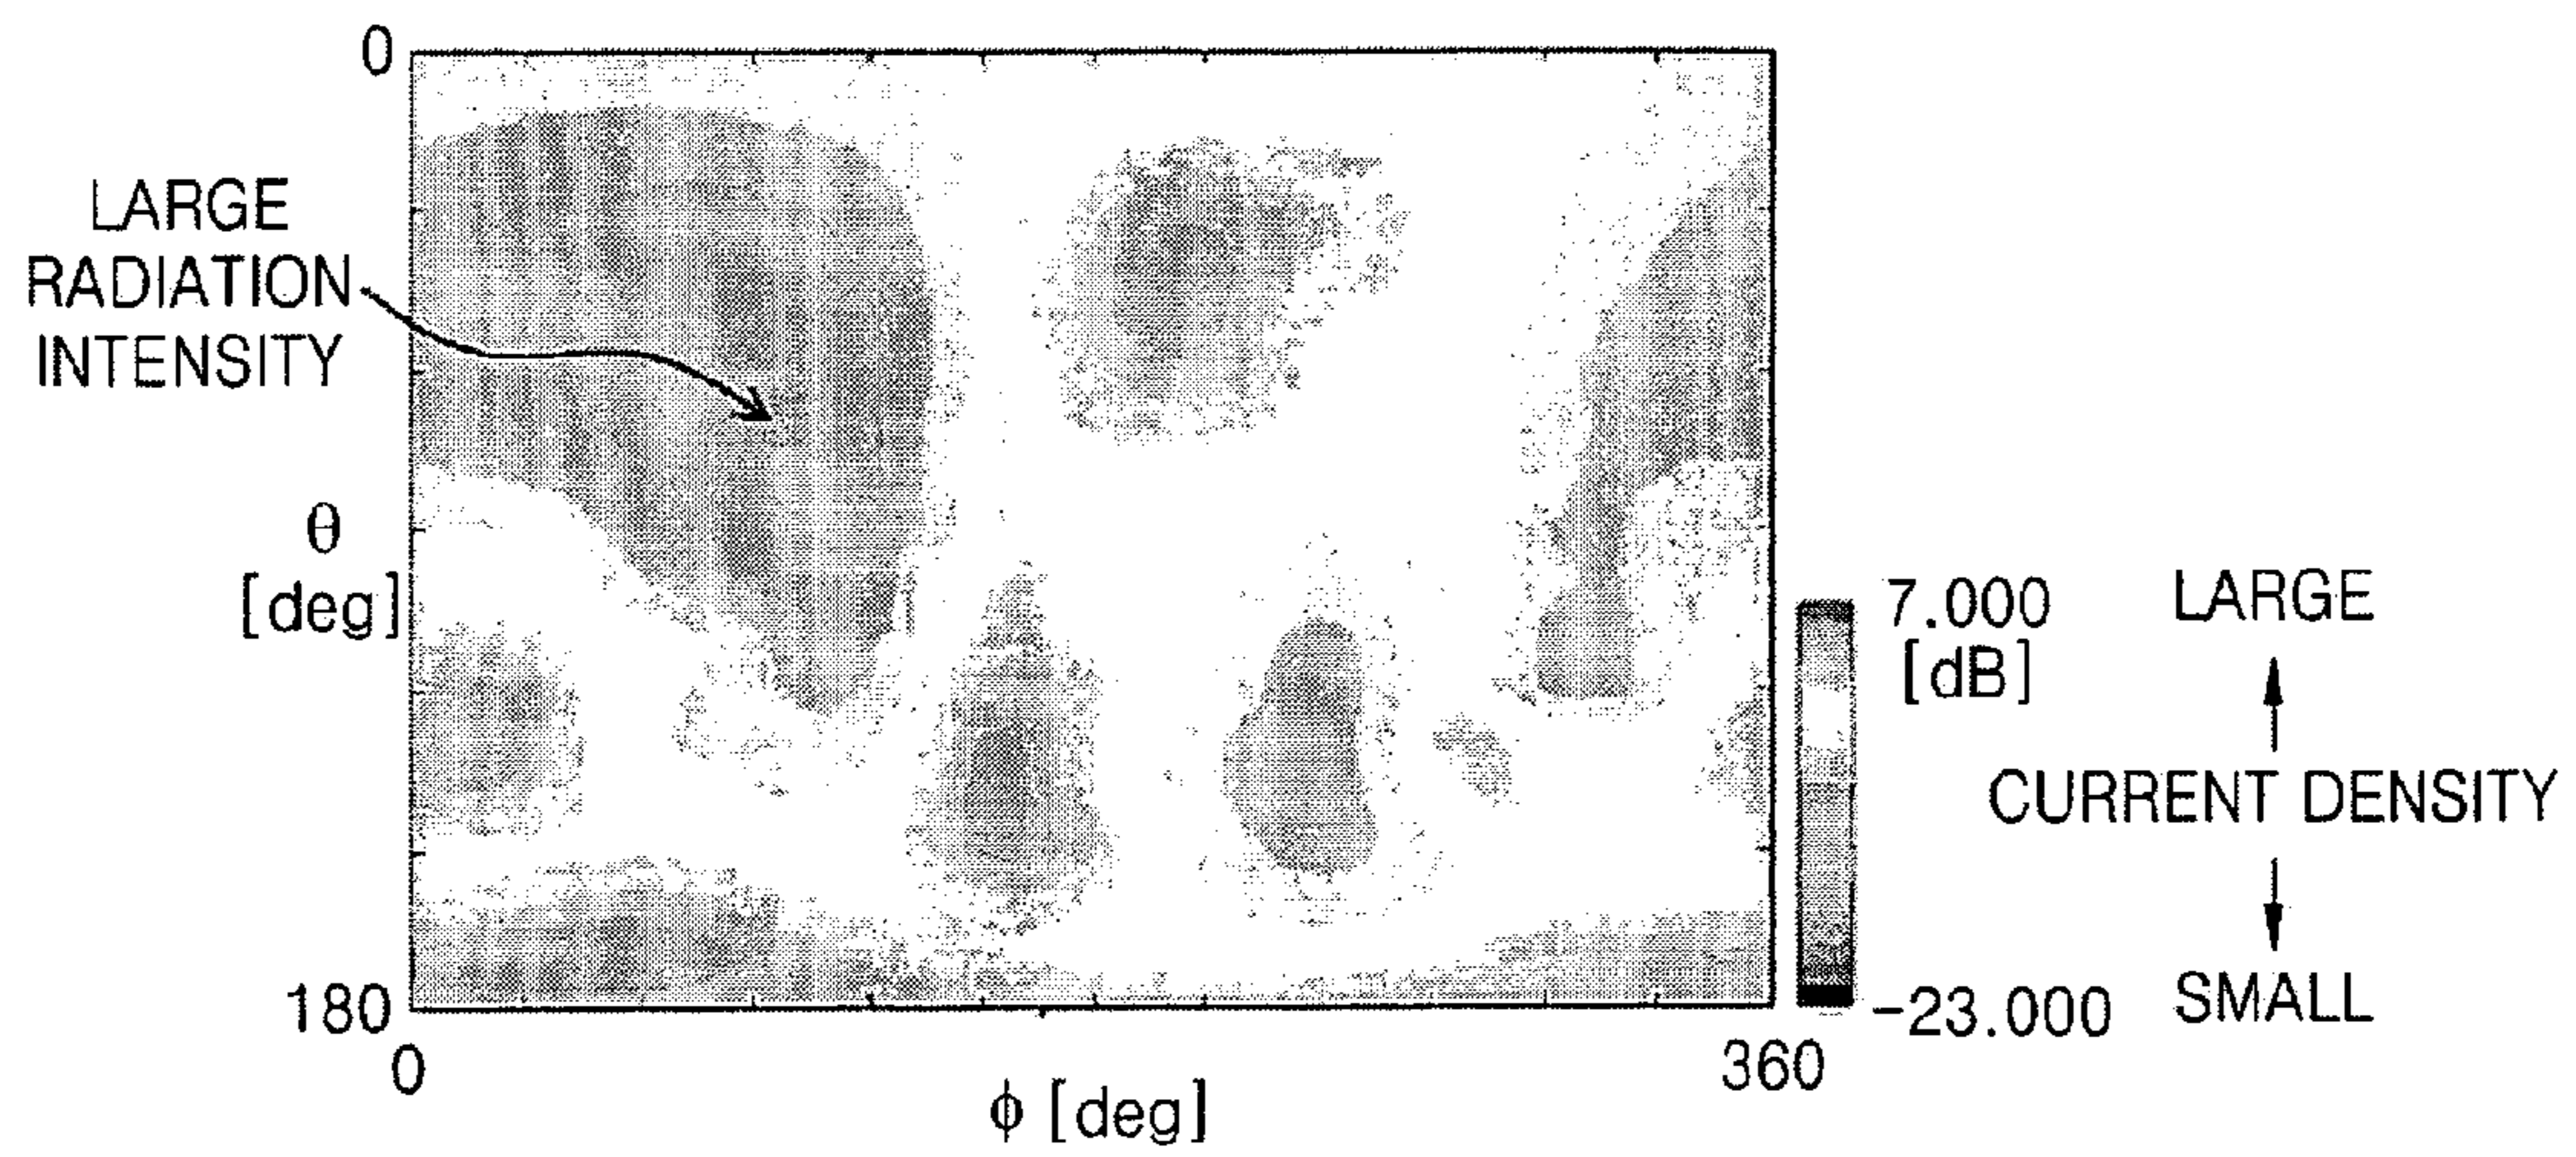 0
LARGE
RADIATION
INTENSITY
θ
[deg]
180
0
360
ϕ [deg]
7.000
[dB]
-23.000
LARGE
CURRENT DENSITY
SMALL